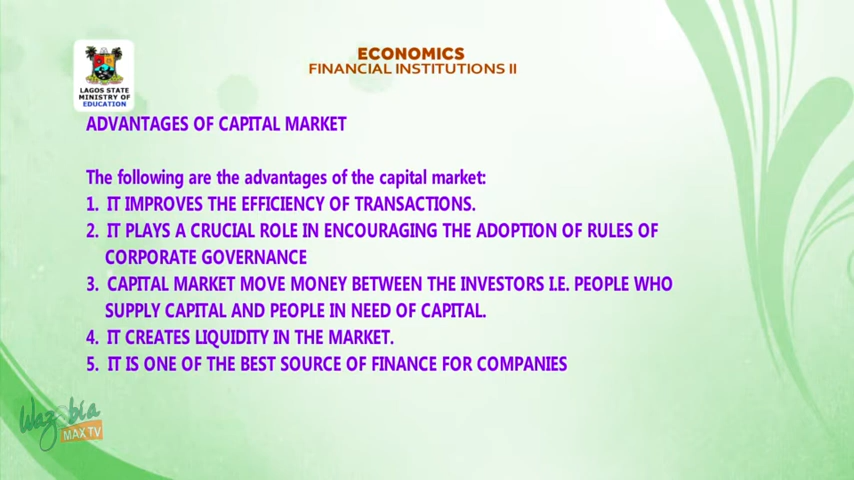 ECONOMICS
FINANCIAL INSTITUTIONS II
LAGOS STATE
MINISTRY OF
EDUCATION
ADVANTAGES OF CAPITAL MARKET
The following are the advantages of the capital market:
1. IT IMPROVES THE EFFICIENCY OF TRANSACTIONS.
2. IT PLAYS A CRUCIAL ROLE IN ENCOURAGING THE ADOPTION OF RULES OF
CORPORATE GOVERNANCE
3. CAPITAL MARKET MOVE MONEY BETWEEN THE INVESTORS I.E. PEOPLE WHO
SUPPLY CAPITAL AND PEOPLE IN NEED OF CAPITAL.
4. IT CREATES LIQUIDITY IN THE MARKET.
5. IT IS ONE OF THE BEST SOURCE OF FINANCE FOR COMPANIES
Wazobia
MAX TV